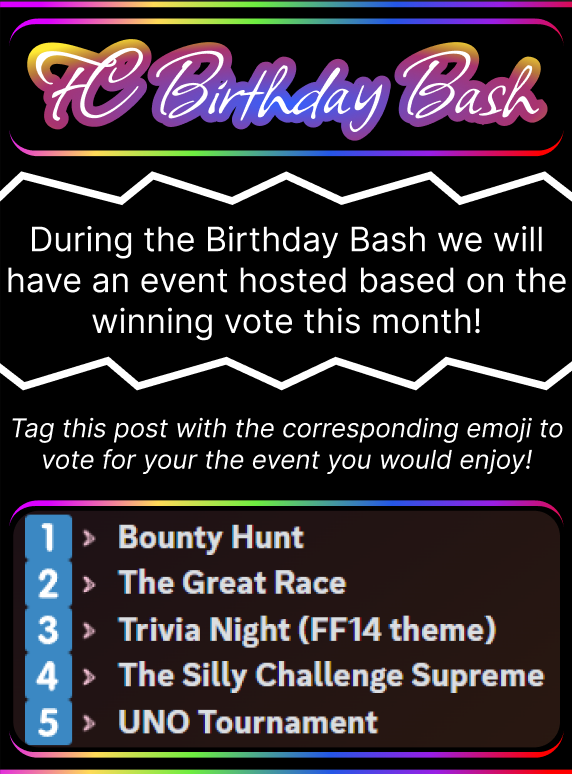 FC Birthday Bash
During the Birthday Bash we will
have an event hosted based on the
winning vote this month!
Tag this post with the corresponding emoji to
vote for your the event you would enjoy!
1 > Bounty Hunt
2 > The Great Race
3 > Trivia Night (FF14 theme)
4 > The Silly Challenge Supreme
5 > UNO Tournament